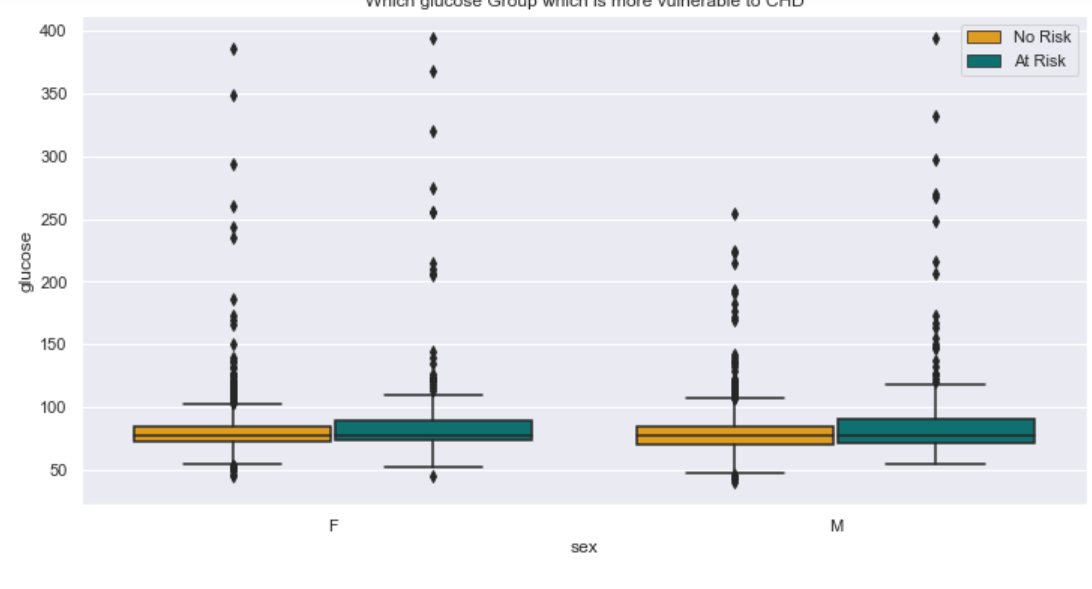 Which glucose Group which is more vulnerable to CHD
No Risk
At Risk
400
350
300
250
200
150
100
50
glucose
F
M
sex